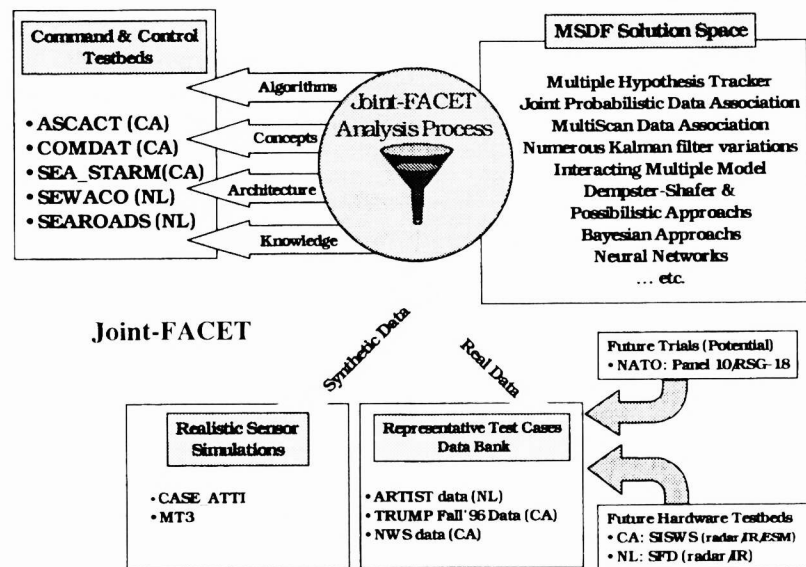 Command & Control
Testbeds
• ASCACT (CA)
• COMDAT (CA)
• SEA_STARM(CA)
• SEWACO (NL)
• SEAROADS (NL)
Algorithms
Concepts
Architecture
Knowledge
Joint-FACET
Analysis Process
MSDF Solution Space
Multiple Hypothesis Tracker
Joint Probabilistic Data Association
MultiScan Data Association
Numerous Kalman filter variations
Interacting Multiple Model
Dempster-Shafer &
Possibilistic Approachs
Bayesian Approachs
Neural Networks
... etc.
Joint-FACET
Synthetic Data
Real Data
Realistic Sensor
Simulations
• CASE_ATTI
• MT3
Representative Test Cases
Data Bank
• ARTIST data (NL)
• TRUMP Fall'96 Data (CA)
• NWS data (CA)
Future Trials (Potential)
• NATO: Panel 10/RSG-18
Future Hardware Testbeds
• CA: SISWS (radar/IR/ESM)
• NL: SFD (radar/IR)